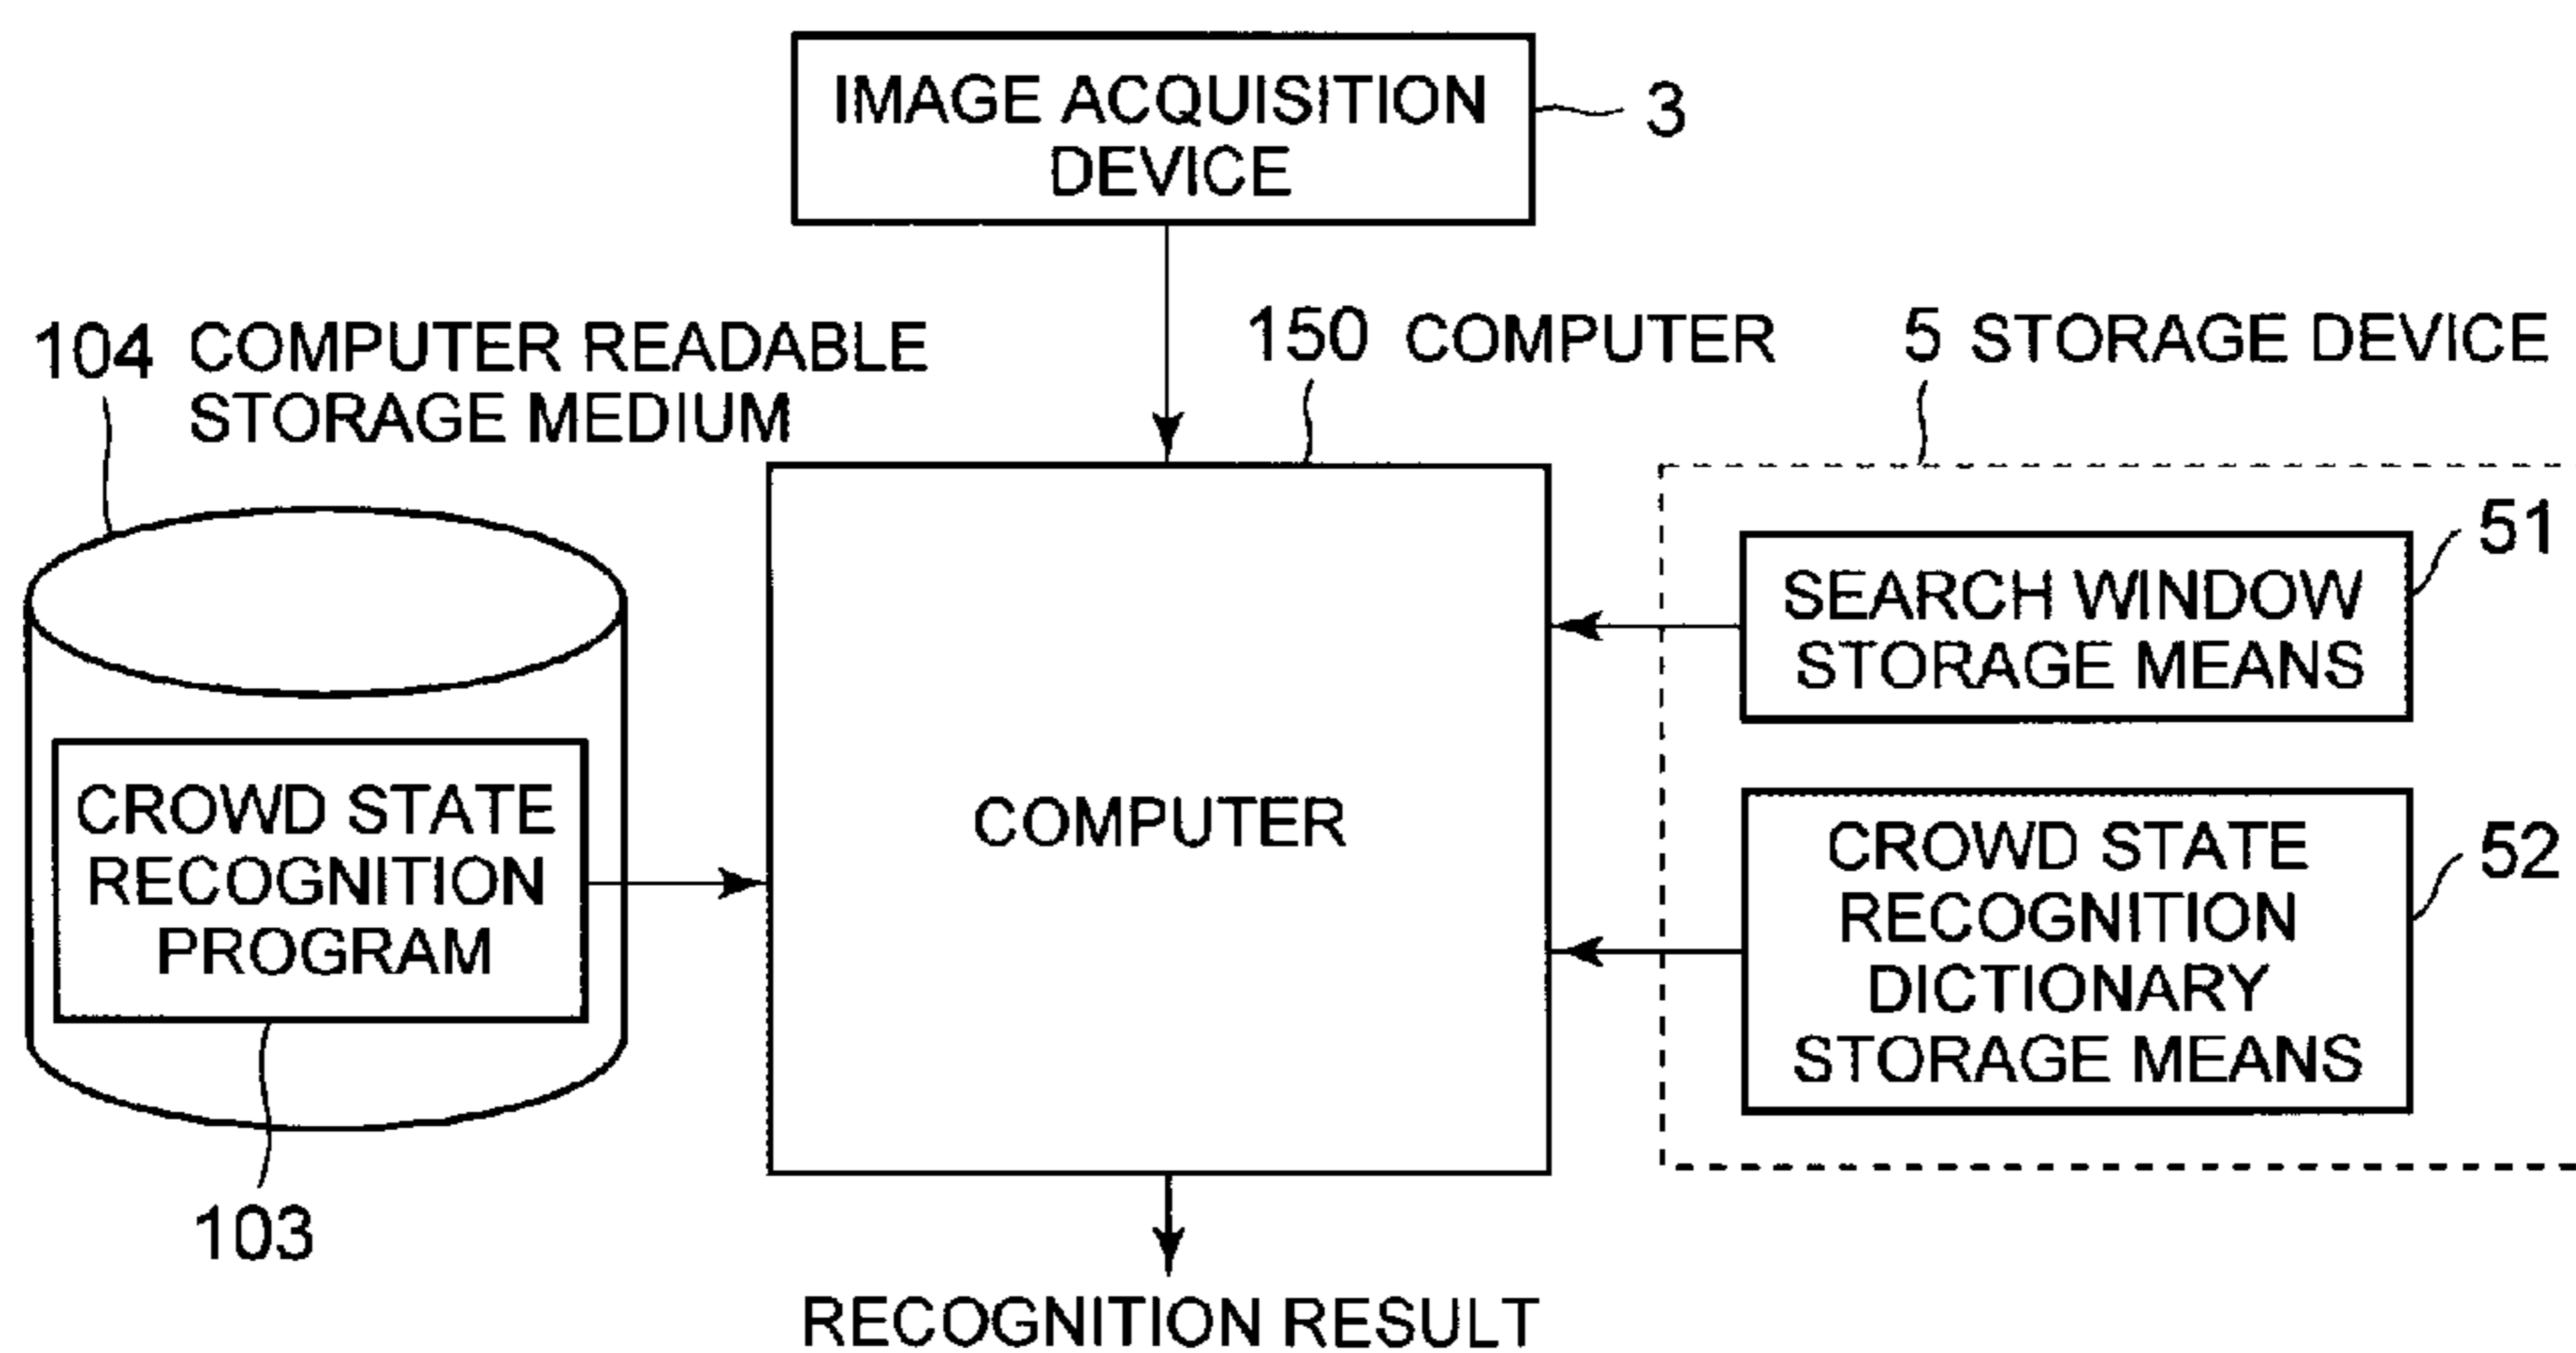 IMAGE ACQUISITION
DEVICE
3
104 COMPUTER READABLE
STORAGE MEDIUM
150 COMPUTER
5 STORAGE DEVICE
51
SEARCH WINDOW
STORAGE MEANS
CROWD STATE
RECOGNITION
PROGRAM
COMPUTER
52
CROWD STATE
RECOGNITION
DICTIONARY
STORAGE MEANS
103
RECOGNITION RESULT